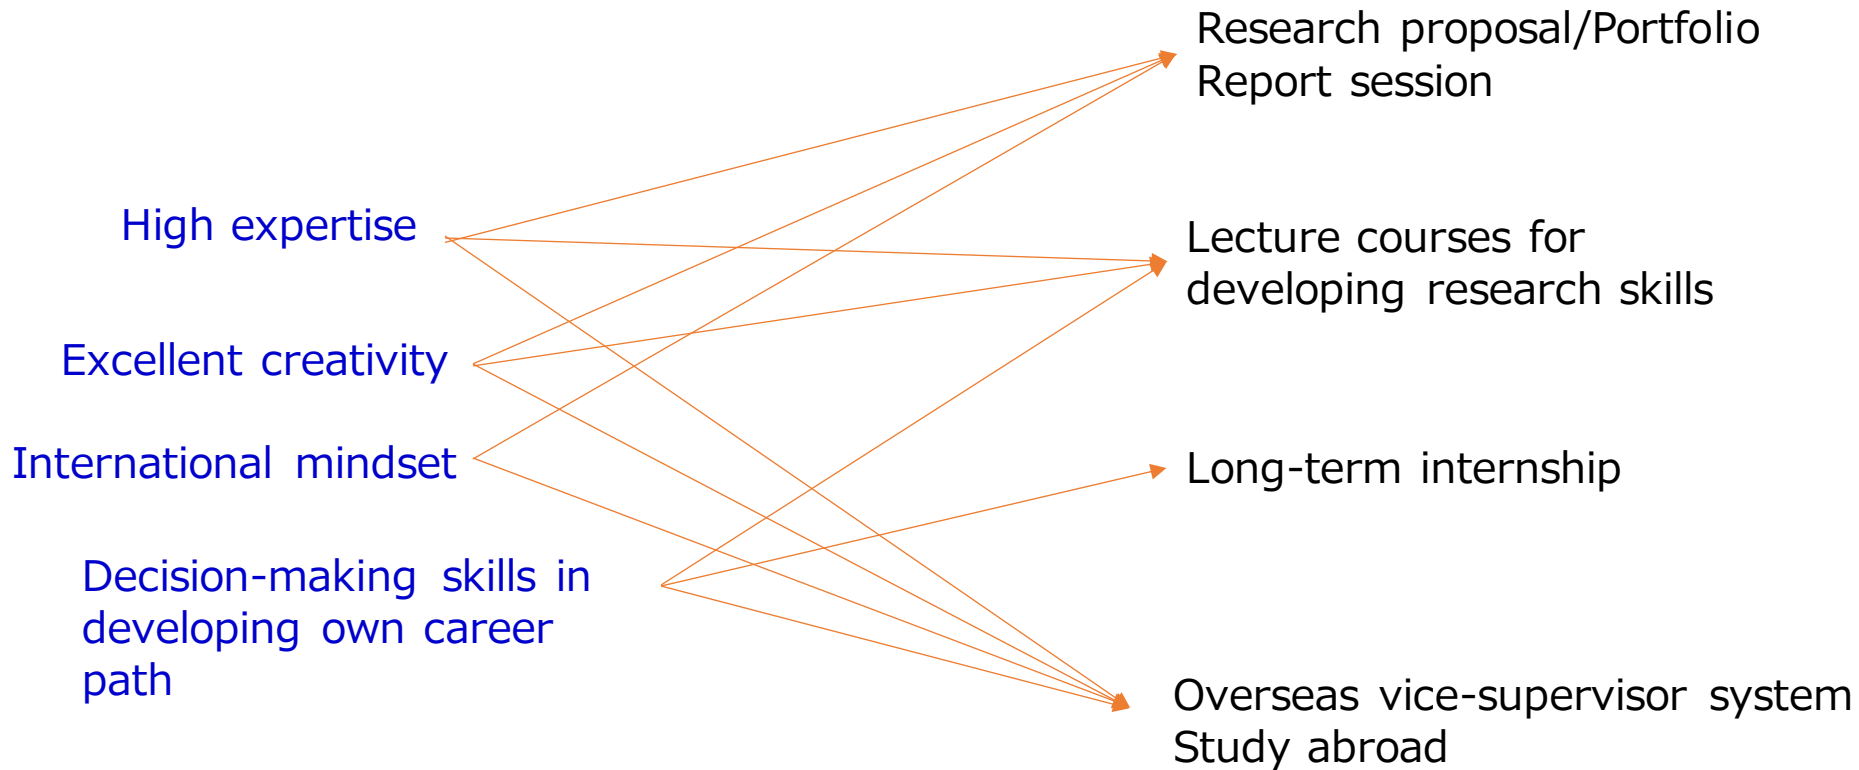 Research proposal/Portfolio
Report session
High expertise
Lecture courses for
developing research skills
Excellent creativity
International mindset
Long-term internship
Decision-making skills in
developing own career
path
Overseas vice-supervisor system
Study abroad